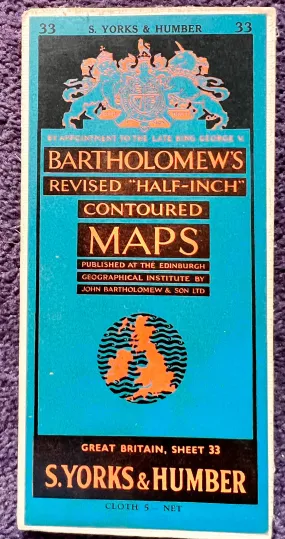 33 S. YORKS & HUMBER 33
BY APPOINTMENT TO THE LATE KING GEORGE V.
BARTHOLOMEW'S
REVISED "HALF-INCH"
CONTOURED
MAPS
PUBLISHED AT THE EDINBURGH
GEOGRAPHICAL INSTITUTE BY
JOHN BARTHOLOMEW & SON LTD
GREAT BRITAIN, SHEET 33
S. YORKS & HUMBER
CLOTH 5/- NET